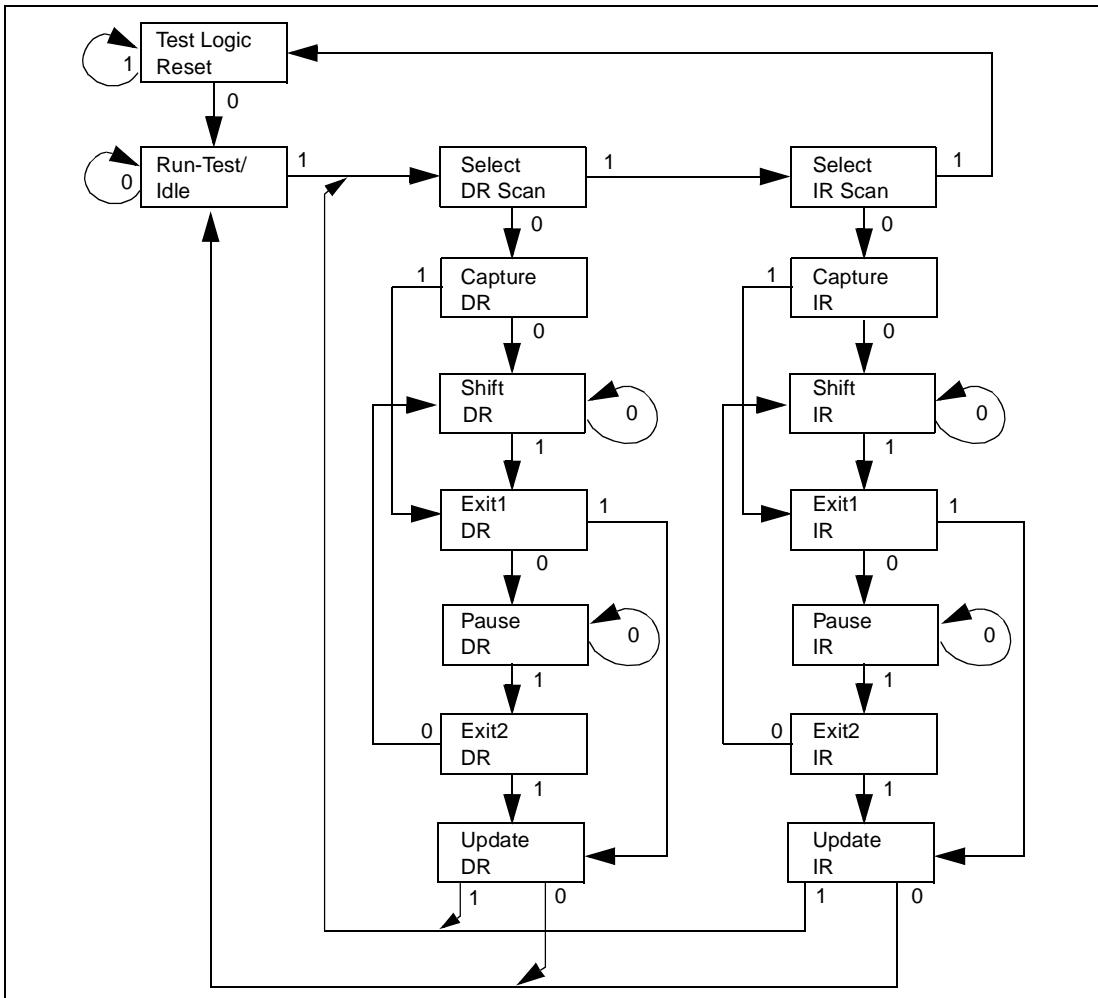 Test Logic
Reset
1
0
Run-Test/
Idle
0
1
Select
DR Scan
1
Select
IR Scan
1
0
0
1
Capture
DR
1
Capture
IR
0
0
Shift
DR
0
Shift
IR
0
1
1
Exit1
DR
1
Exit1
IR
1
0
0
Pause
DR
0
Pause
IR
0
1
1
0
Exit2
DR
0
Exit2
IR
1
1
Update
DR
Update
IR
1
0
1
0